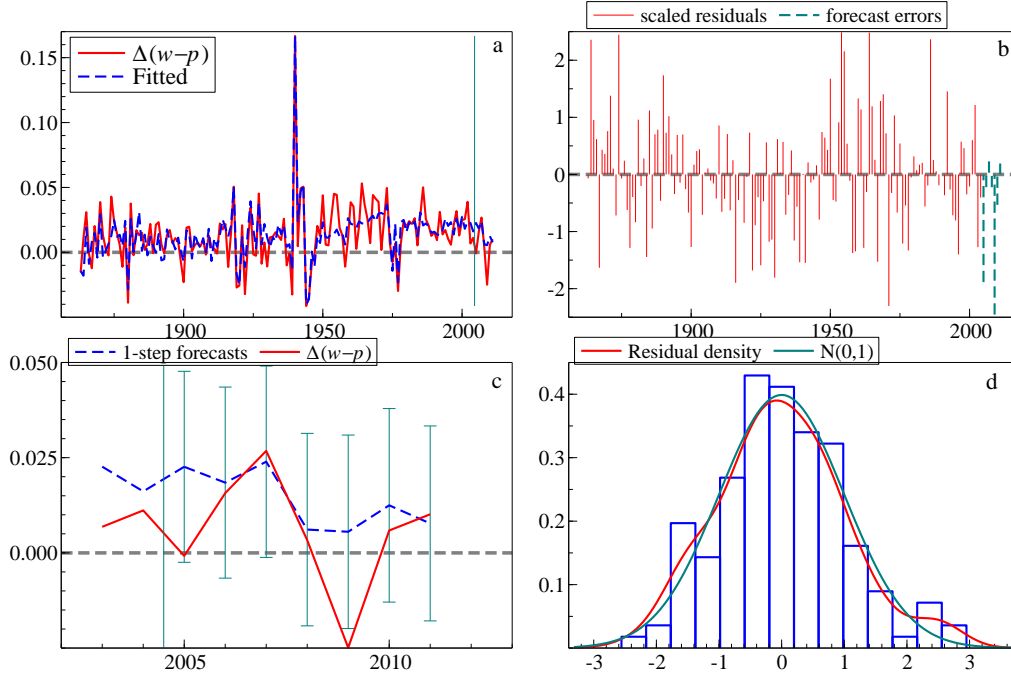 a
Δ(w−p)
Fitted
0.15
0.10
0.05
0.00
1900
1950
2000
scaled residuals
forecast errors
b
2
1
0
-1
-2
1900
1950
2000
1-step forecasts
Δ(w−p)
c
0.050
0.025
0.000
2005
2010
Residual density
N(0,1)
d
0.4
0.3
0.2
0.1
-3
-2
-1
0
1
2
3